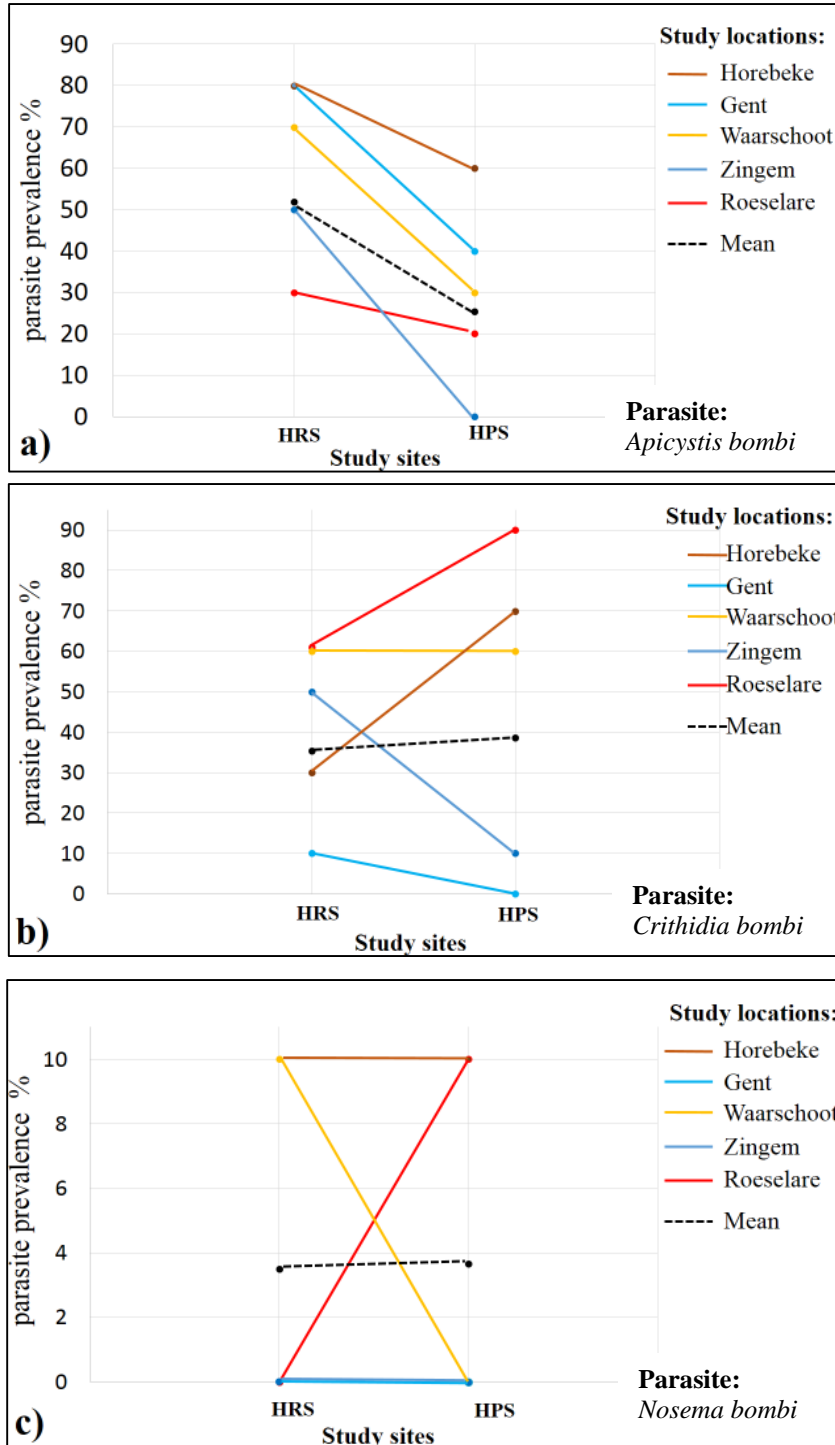 90
80
70
60
50
40
30
20
10
0
parasite prevalence %
HRS
HPS
Study sites
a)
Study locations:
Horebeke
Gent
Waarschoot
Zingem
Roeselare
Mean
Parasite:
Apicystis bombi
90
80
70
60
50
40
30
20
10
0
parasite prevalence %
HRS
HPS
Study sites
b)
Study locations:
Horebeke
Gent
Waarschoot
Zingem
Roeselare
Mean
Parasite:
Crithidia bombi
10
8
6
4
2
0
parasite prevalence %
HRS
HPS
Study sites
c)
Study locations:
Horebeke
Gent
Waarschoot
Zingem
Roeselare
Mean
Parasite:
Nosema bombi